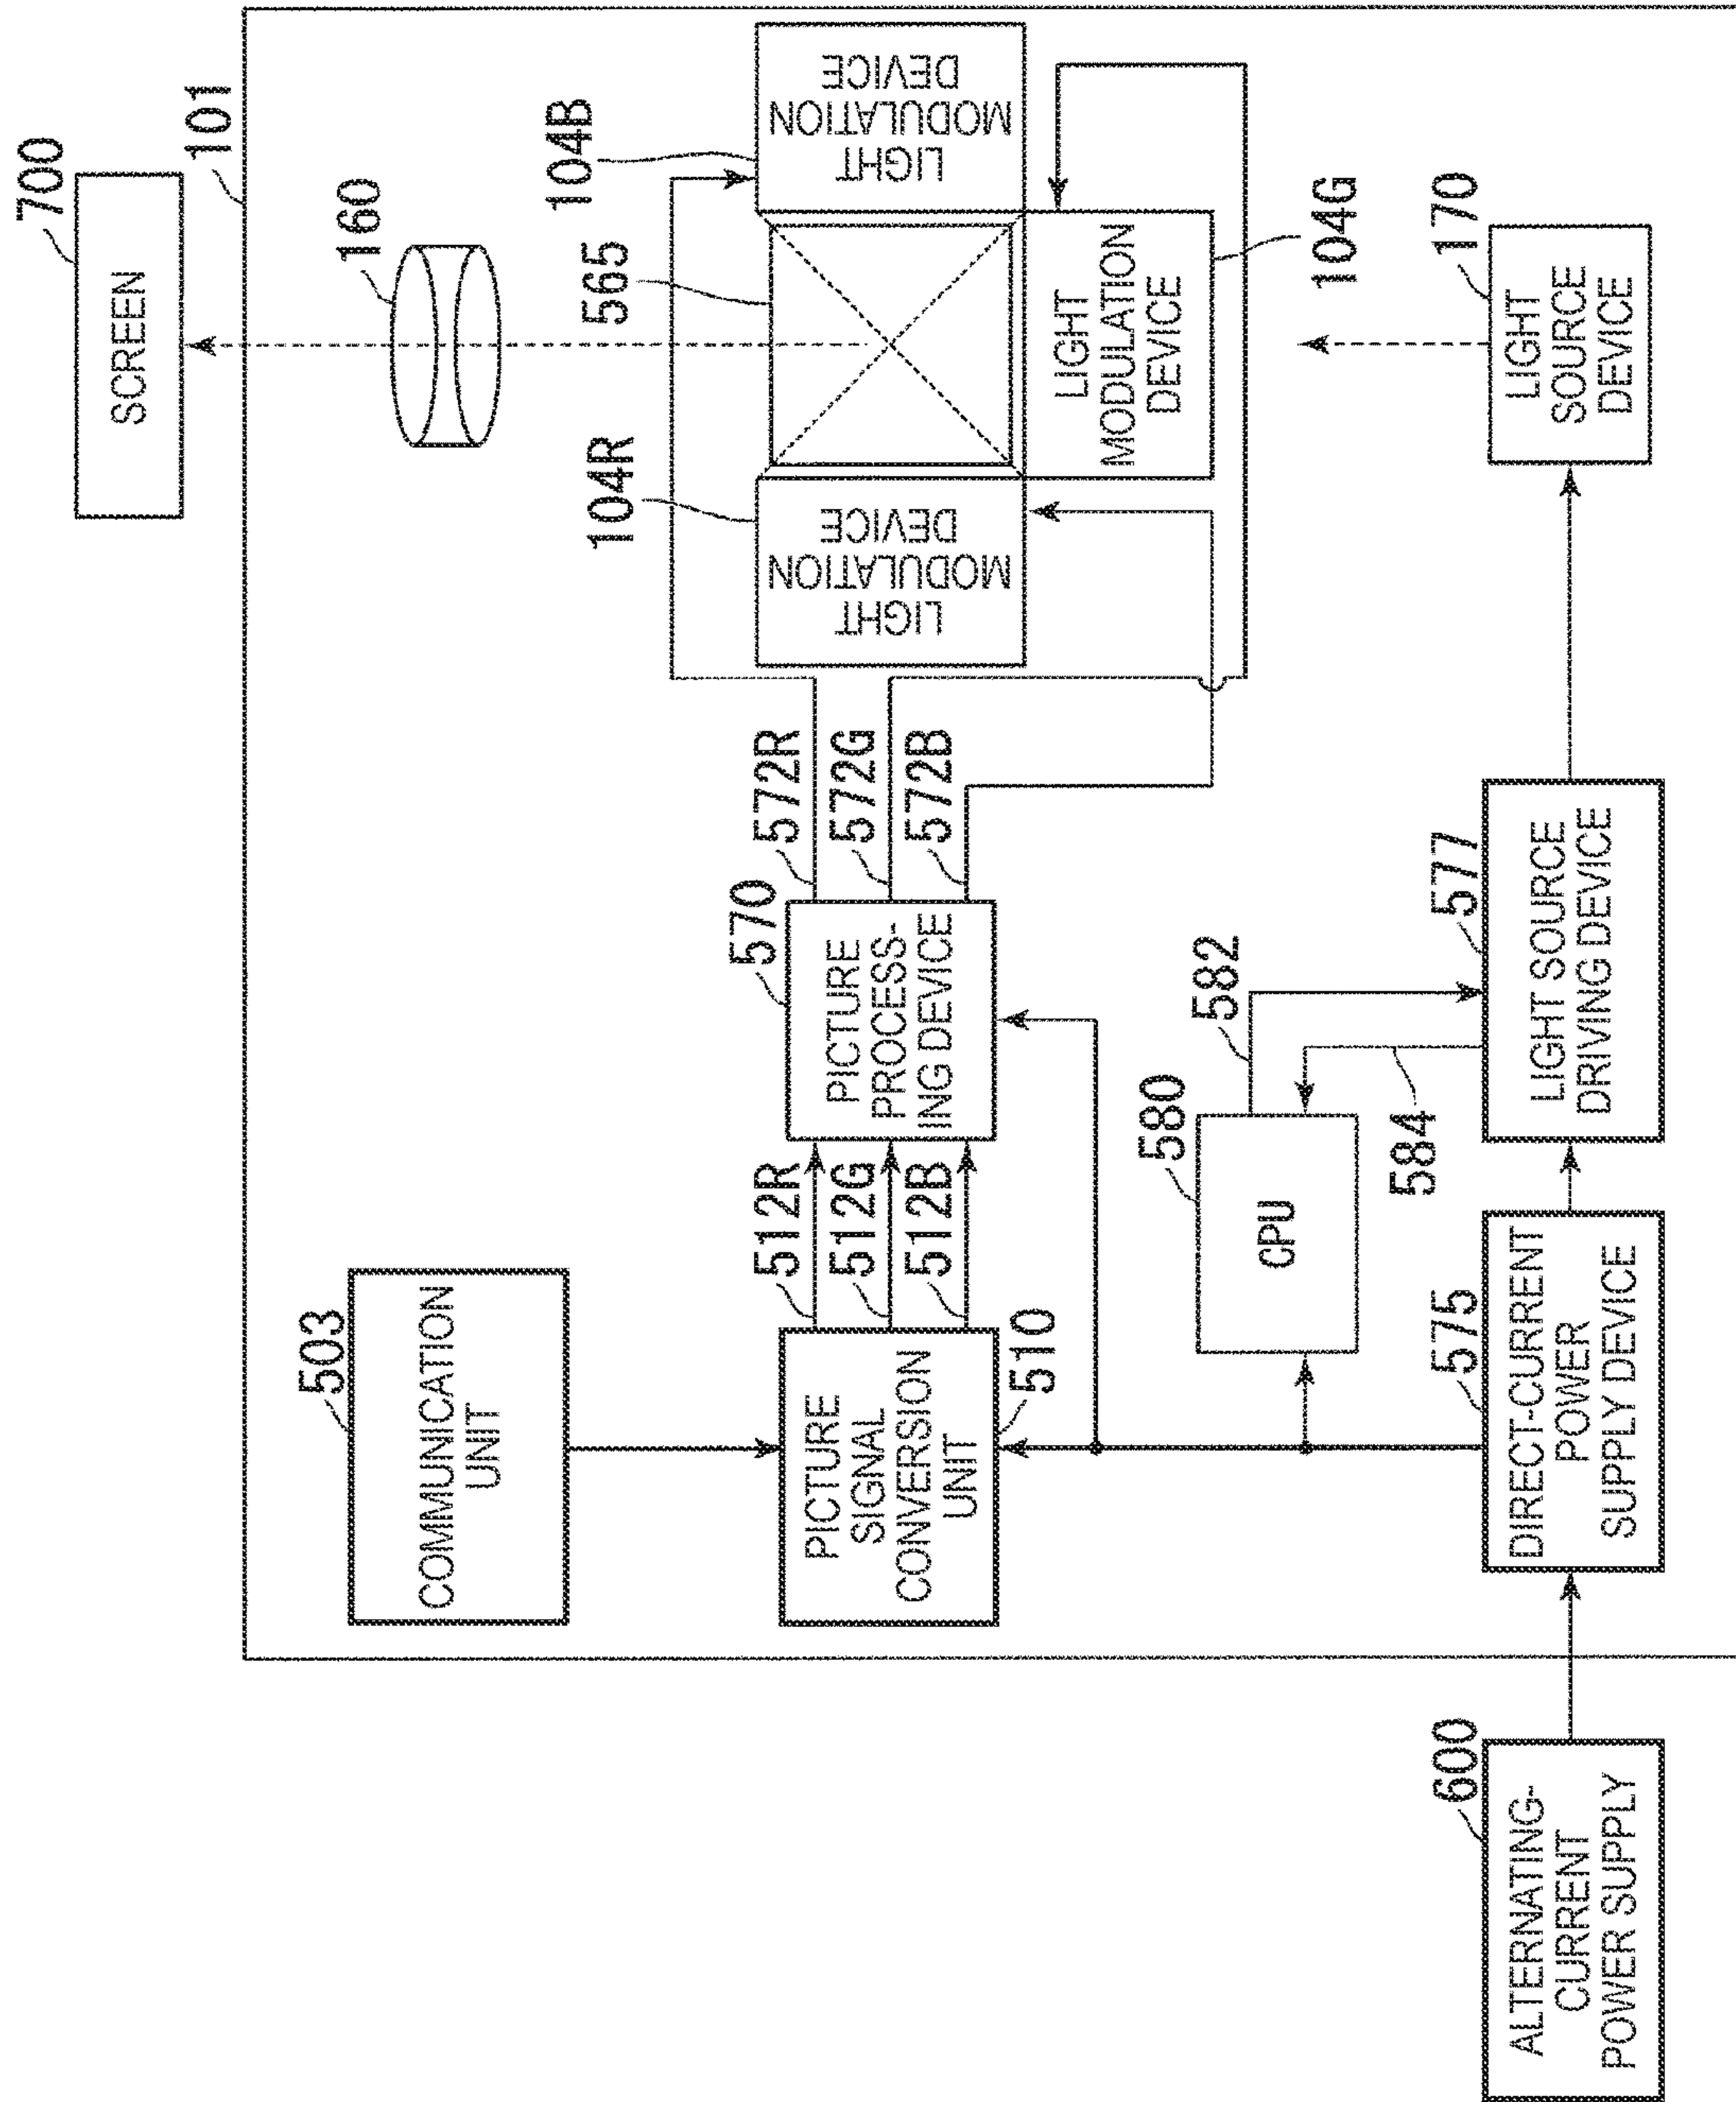 700
SCREEN
101
160
503
COMMUNICATION
UNIT
512R
512G
512B
PICTURE
SIGNAL
CONVERSION
UNIT
510
570
PICTURE
PROCESS-
ING DEVICE
572R
572G
572B
104R
LIGHT
MODULATION
DEVICE
565
104B
LIGHT
MODULATION
DEVICE
LIGHT
MODULATION
DEVICE
104G
580
CPU
582
584
600
ALTERNATING-
CURRENT
POWER SUPPLY
575
DIRECT-CURRENT
POWER
SUPPLY DEVICE
577
LIGHT SOURCE
DRIVING DEVICE
170
LIGHT
SOURCE
DEVICE